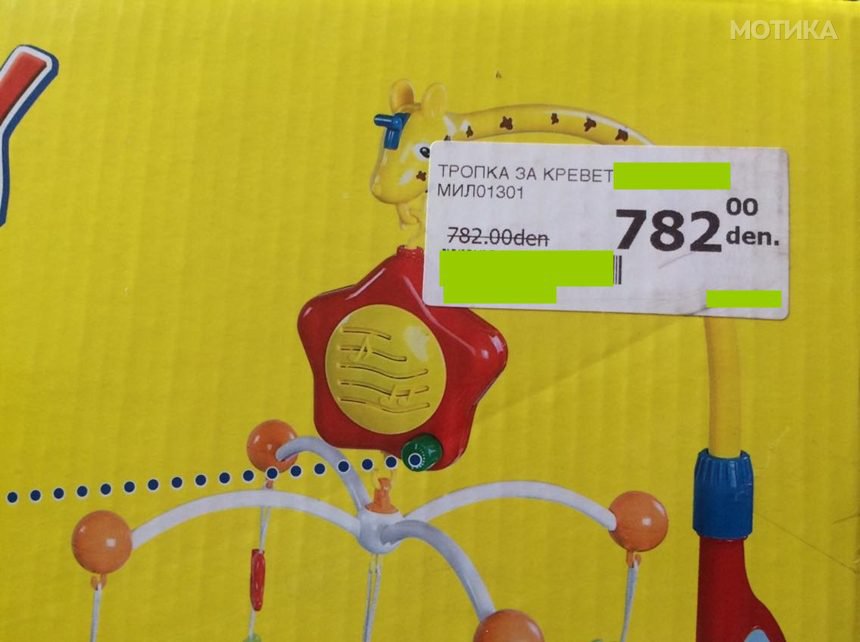 МОТИКА
ТРОПКА ЗА КРЕВЕТ
МИЛ01301
782.00den
782 00 den.